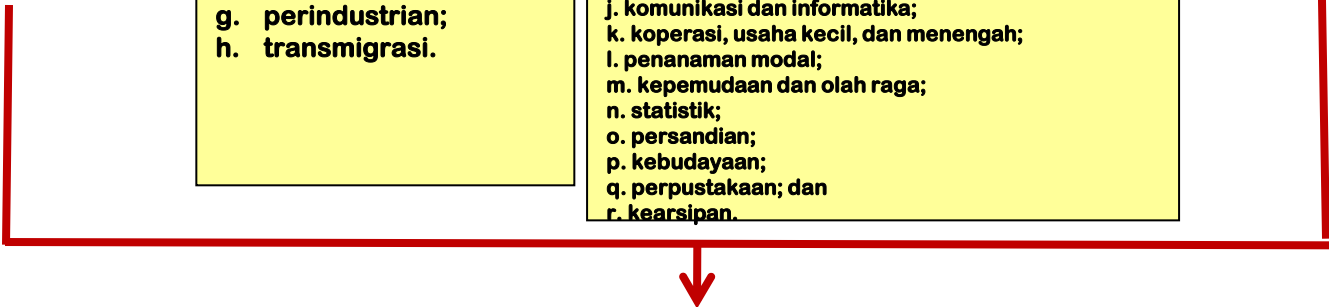 g. perindustrian;
h. transmigrasi.
j. komunikasi dan informatika;
k. koperasi, usaha kecil, dan menengah;
l. penanaman modal;
m. kepemudaan dan olah raga;
n. statistik;
o. persandian;
p. kebudayaan;
q. perpustakaan; dan
r. kearsipan.